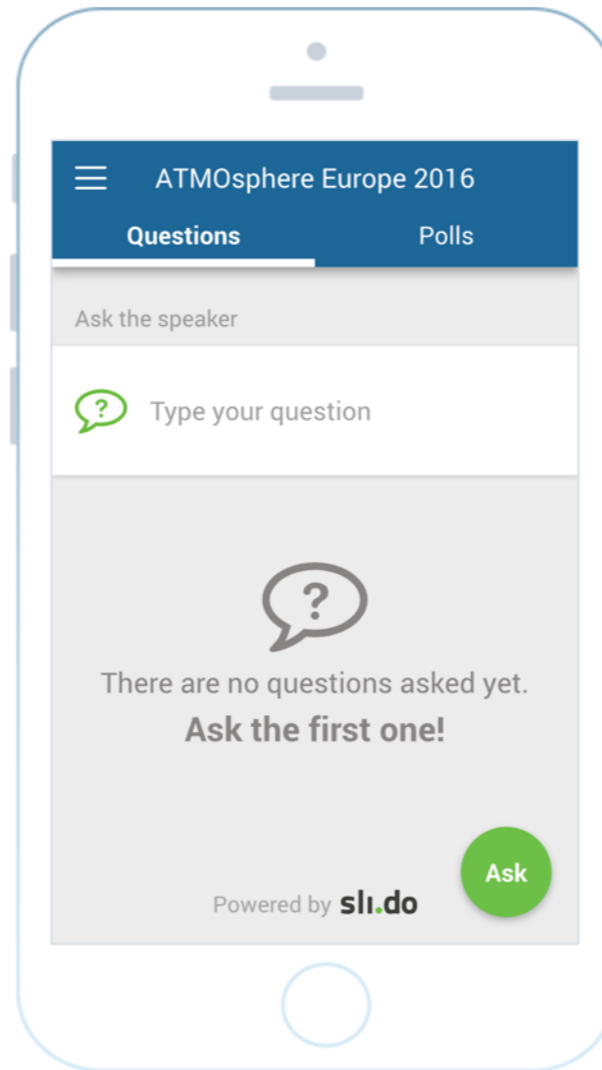 ATMOsphere Europe 2016
Questions Polls
Ask the speaker
? Type your question
?
There are no questions asked yet.
Ask the first one!
Ask
Powered by sli.do